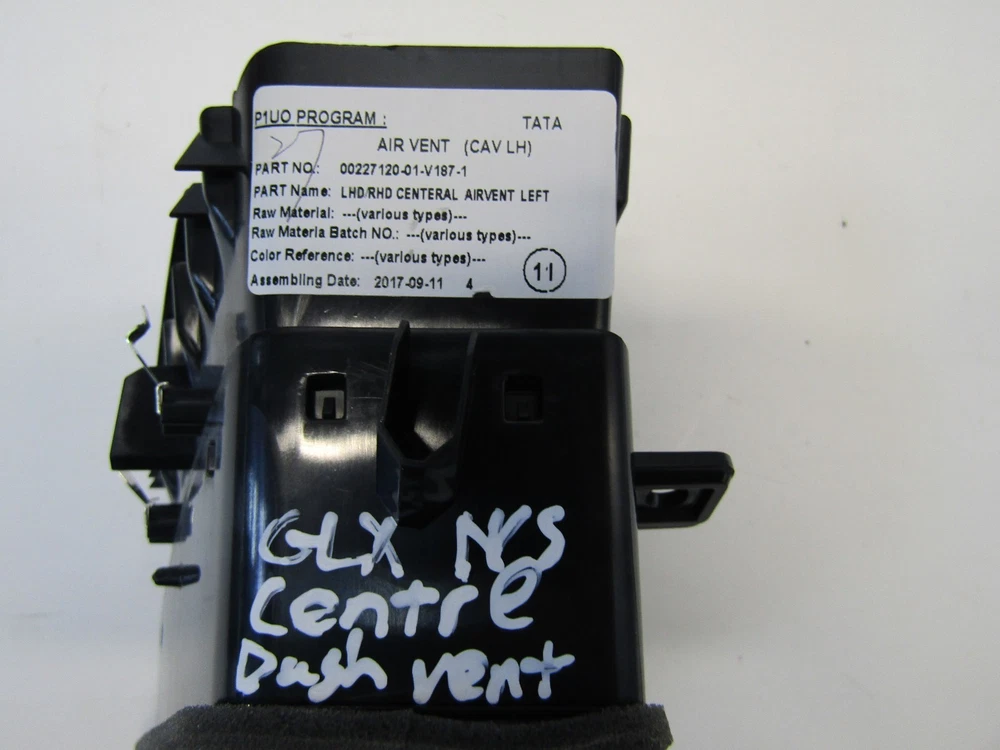 P1UO PROGRAM : TATA
AIR VENT (CAV LH)
27
PART NO.: 00227120-01-V187-1
PART Name: LHD/RHD CENTERAL AIRVENT LEFT
Raw Material: ---(various types)---
Raw Materia Batch NO.: ---(various types)---
Color Reference: ---(various types)---
11
Assembling Date: 2017-09-11 4
GLX N/S
Centre
Dash vent